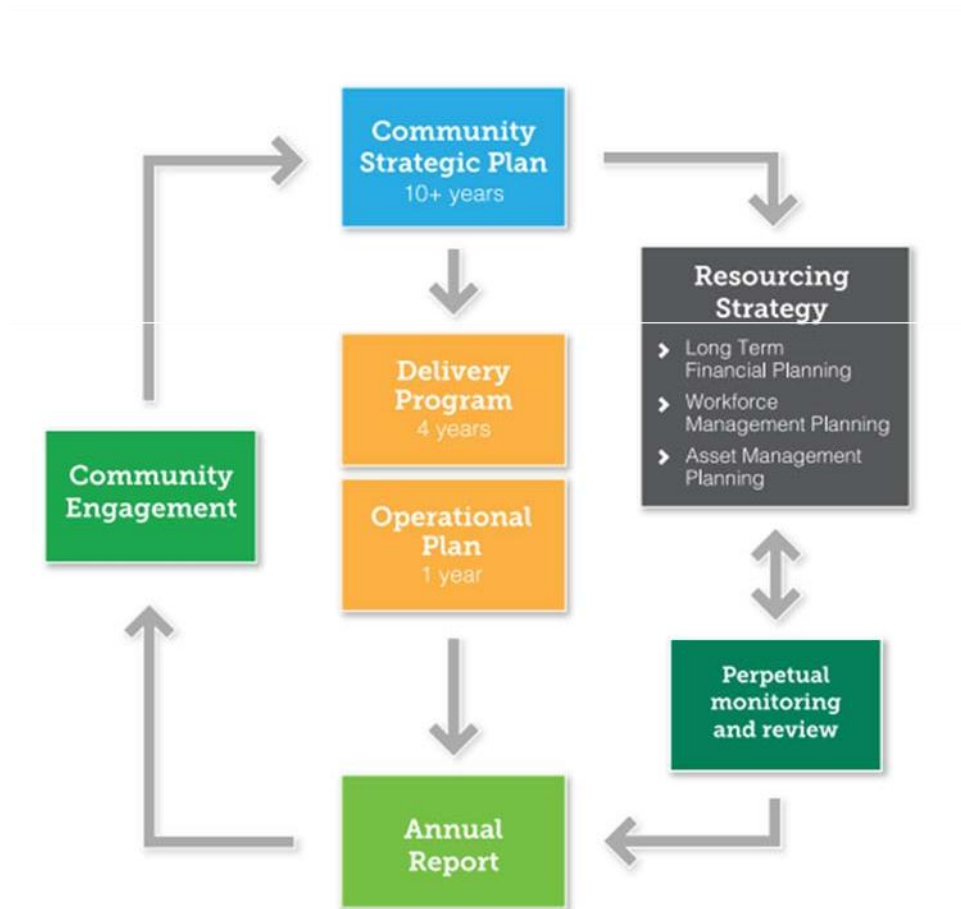 Community
Strategic Plan
10+ years
Resourcing
Strategy
Long Term
Financial Planning
Workforce
Management Planning
Asset Management
Planning
Delivery
Program
4 years
Operational
Plan
1 year
Community
Engagement
Perpetual
monitoring
and review
Annual
Report